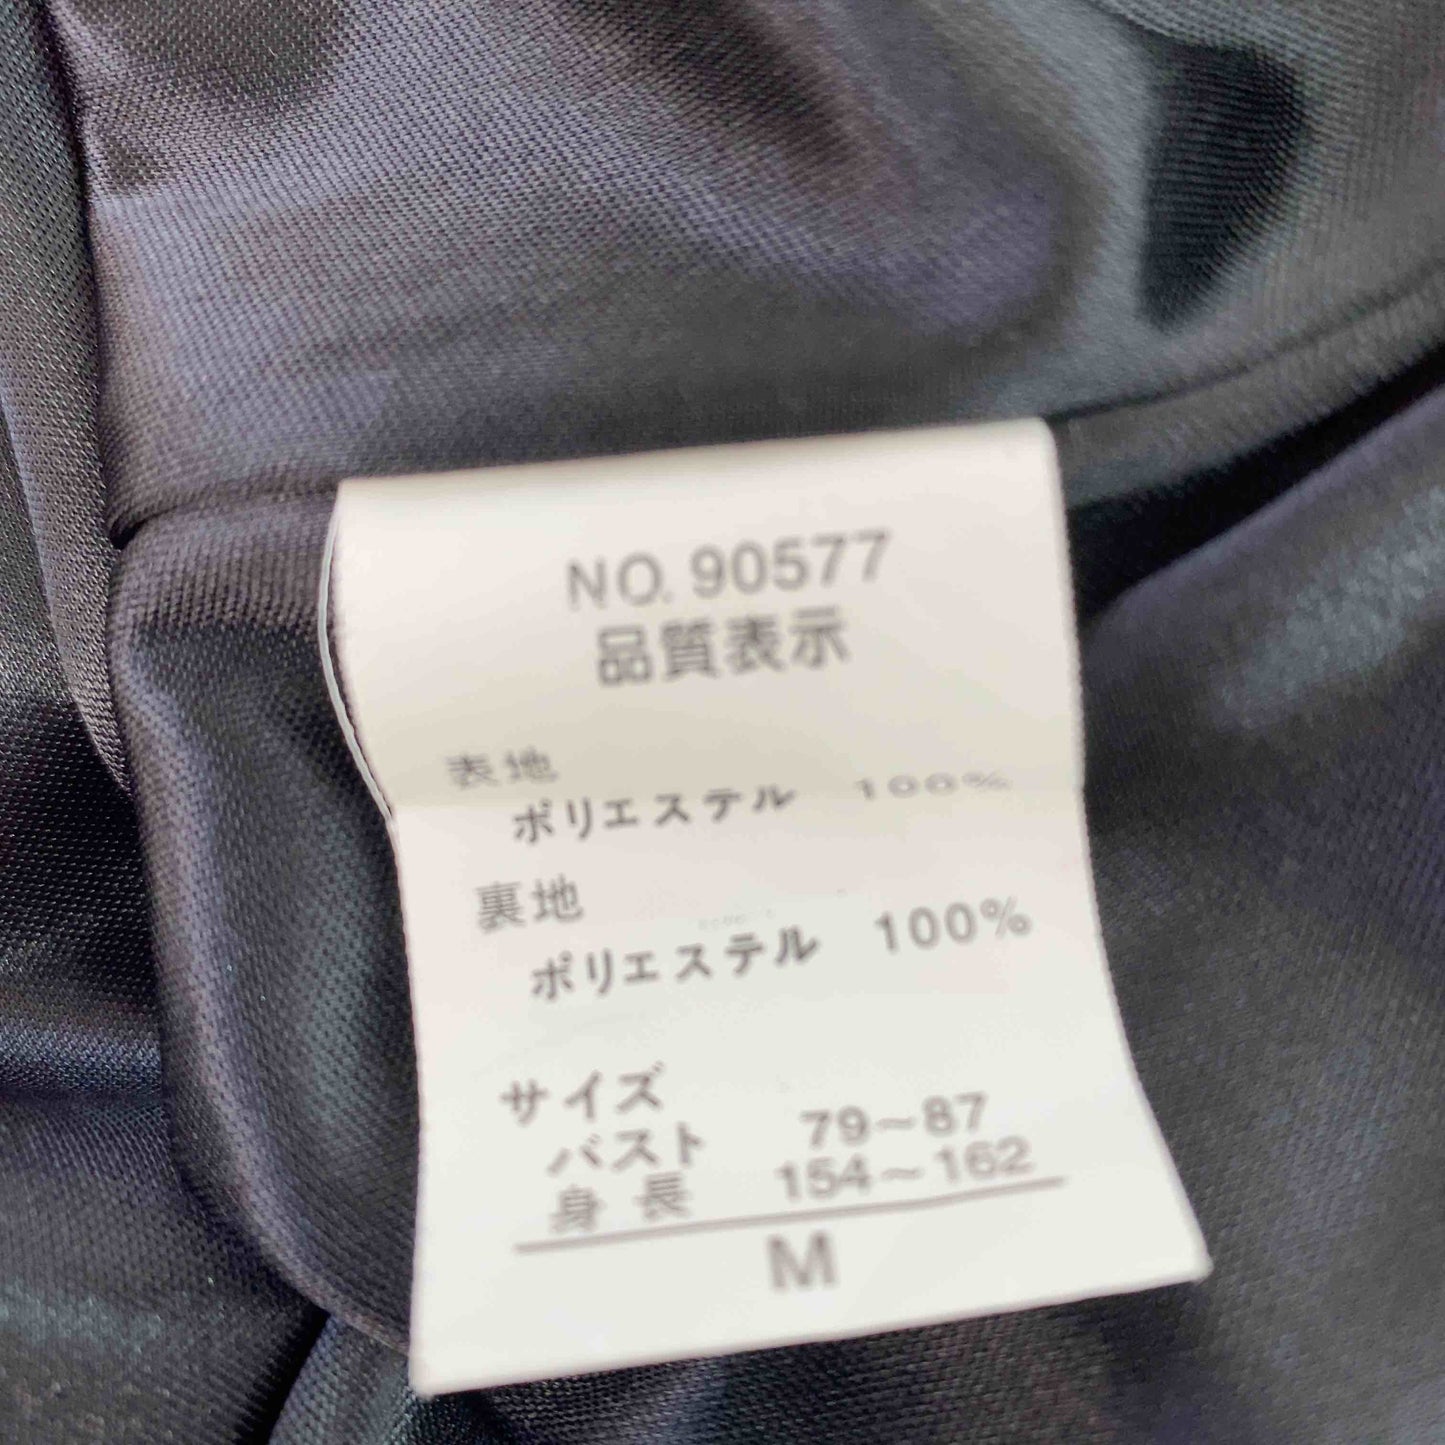 NO. 90577
品質表示
表地
ポリエステル 100%
裏地
ポリエステル 100%
サイズ
バスト 79～87
身長 154～162
M